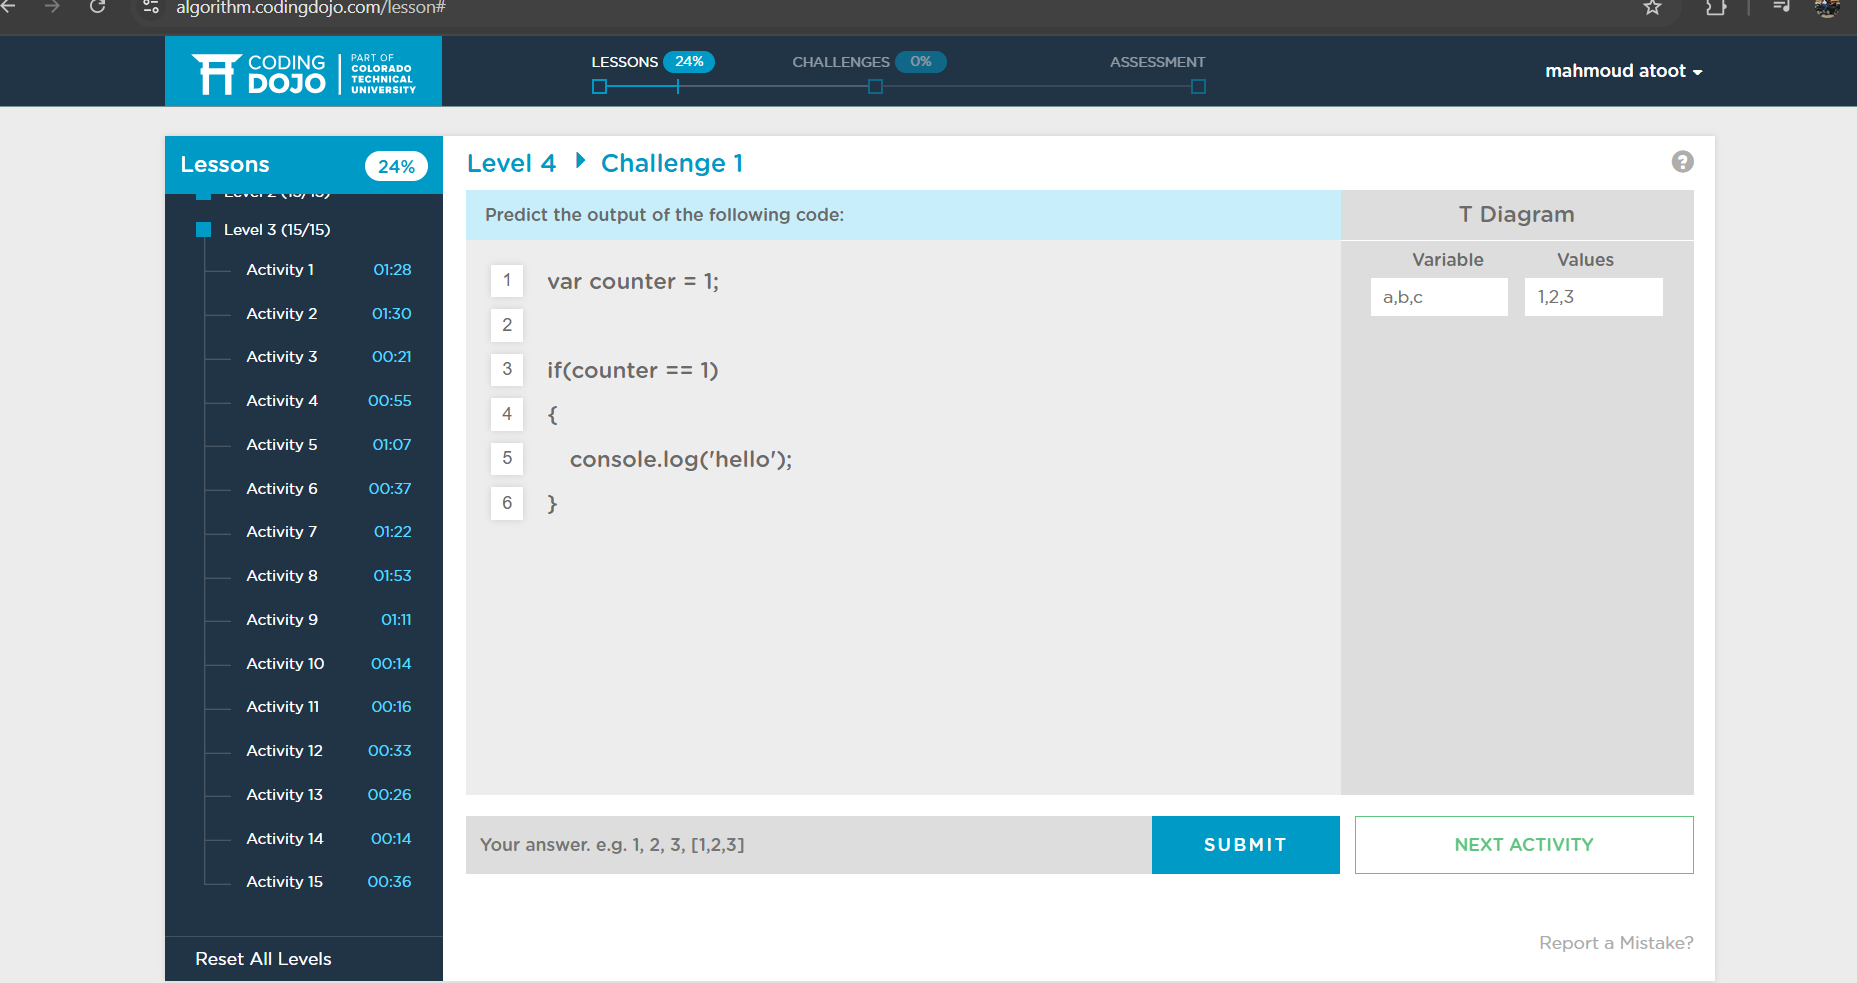 algorithm.codingdojo.com/lesson#
CODING
DOJO
PART OF
COLORADO
TECHNICAL
UNIVERSITY
LESSONS 24%
CHALLENGES 0%
ASSESSMENT
mahmoud atoot
Lessons 24%
Level 2 (15/15)
Level 3 (15/15)
Activity 1 01:28
Activity 2 01:30
Activity 3 00:21
Activity 4 00:55
Activity 5 01:07
Activity 6 00:37
Activity 7 01:22
Activity 8 01:53
Activity 9 01:11
Activity 10 00:14
Activity 11 00:16
Activity 12 00:33
Activity 13 00:26
Activity 14 00:14
Activity 15 00:36
Reset All Levels
Level 4 Challenge 1
?
Predict the output of the following code:
1 var counter = 1;
2
3 if(counter == 1)
4 {
5 console.log('hello');
6 }
T Diagram
Variable Values
a,b,c 1,2,3
Your answer. e.g. 1, 2, 3, [1,2,3]
SUBMIT
NEXT ACTIVITY
Report a Mistake?